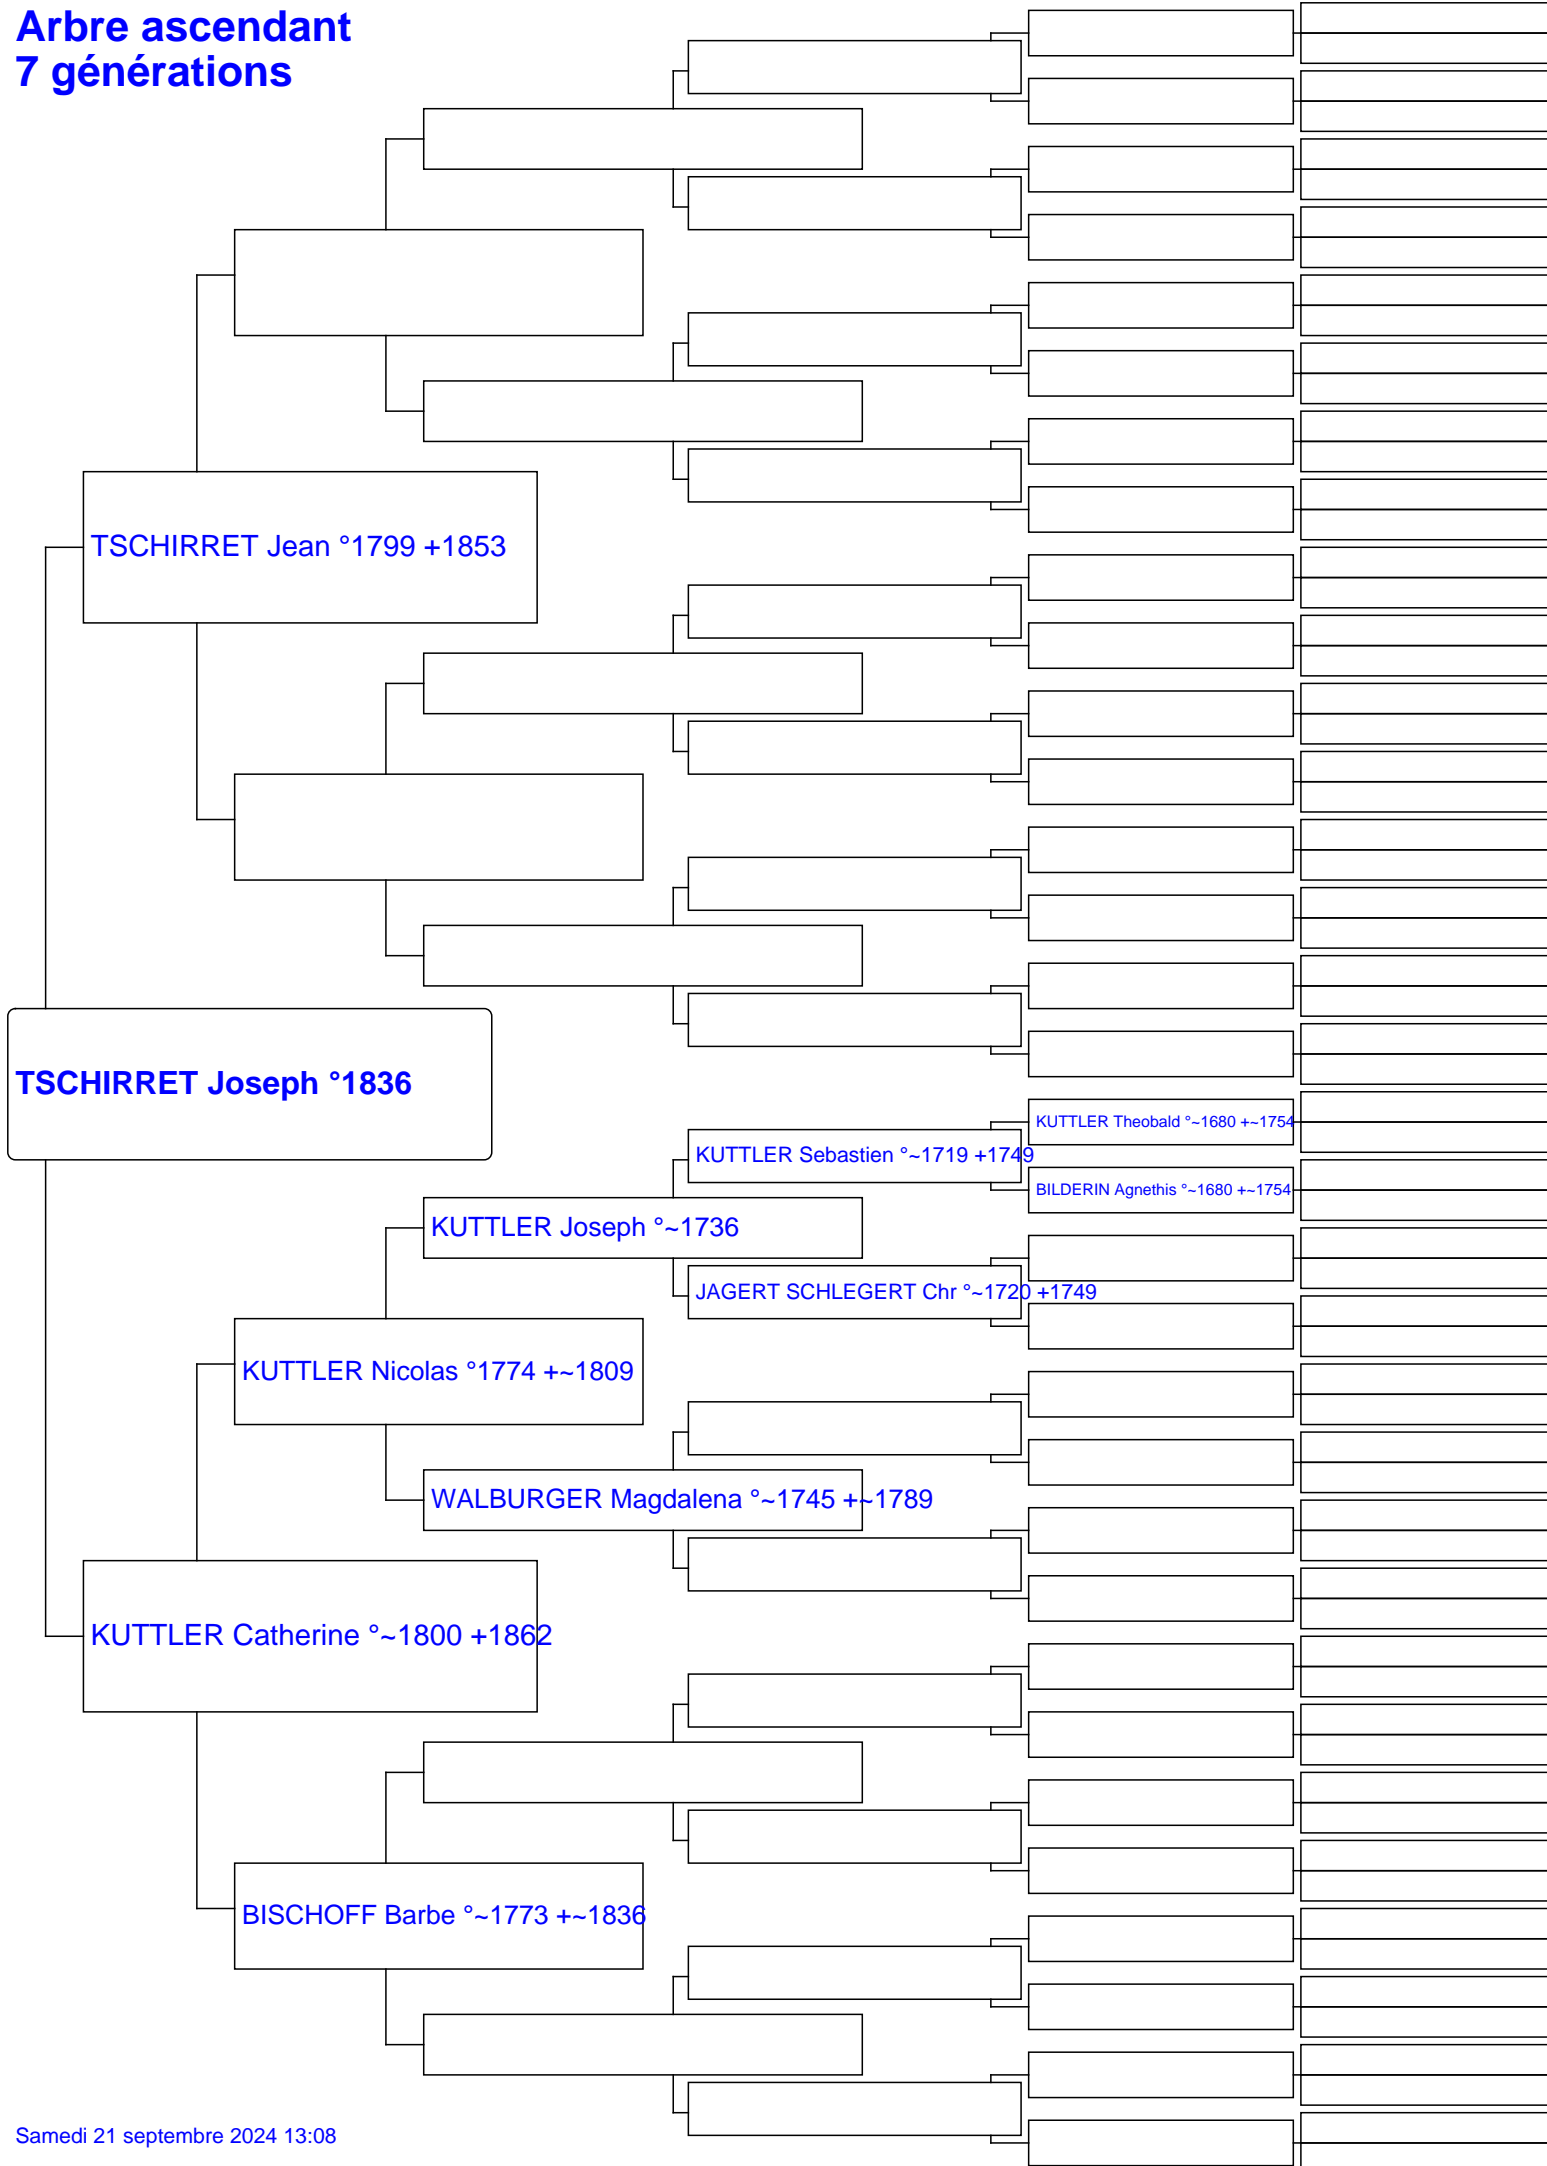 Arbre ascendant
7 générations
TSCHIRRET Jean °1799 +1853
TSCHIRRET Joseph °1836
KUTTLER Theobald °~1680 +~1754
KUTTLER Sebastien °~1719 +1749
BILDERIN Agnethis °~1680 +~1754
KUTTLER Joseph °~1736
JAGERT SCHLEGERT Chr °~1720 +1749
KUTTLER Nicolas °1774 +~1809
WALBURGER Magdalena °~1745 +~1789
KUTTLER Catherine °~1800 +1862
BISCHOFF Barbe °~1773 +~1836
Samedi 21 septembre 2024 13:08